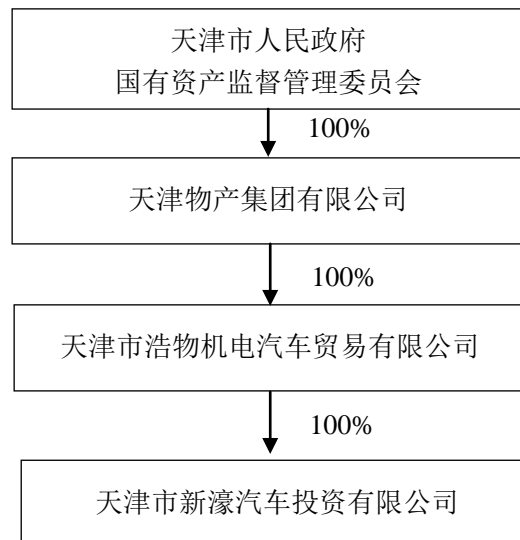 天津市人民政府
国有资产监督管理委员会
100%
天津物产集团有限公司
100%
天津市浩物机电汽车贸易有限公司
100%
天津市新濠汽车投资有限公司